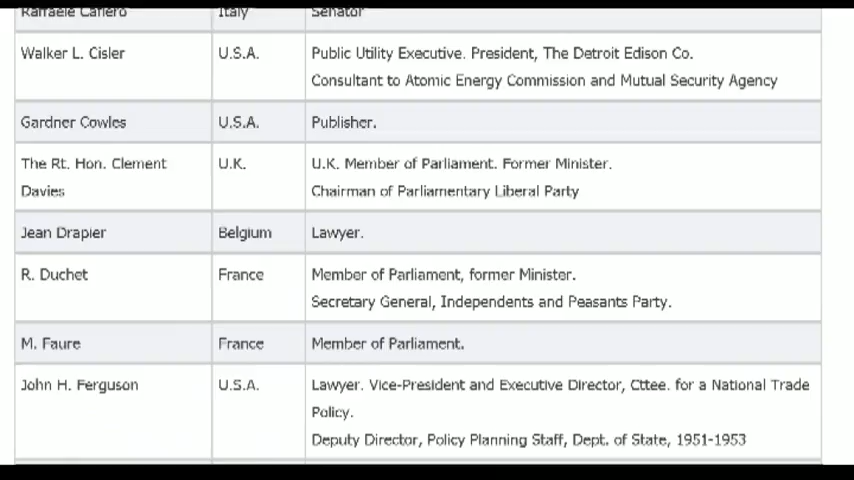 Raffaele Cafiero Italy Senator
Walker L. Cisler U.S.A. Public Utility Executive. President, The Detroit Edison Co.
Consultant to Atomic Energy Commission and Mutual Security Agency
Gardner Cowles U.S.A. Publisher.
The Rt. Hon. Clement U.K. U.K. Member of Parliament. Former Minister.
Davies Chairman of Parliamentary Liberal Party
Jean Drapier Belgium Lawyer.
R. Duchet France Member of Parliament, former Minister.
Secretary General, Independents and Peasants Party.
M. Faure France Member of Parliament.
John H. Ferguson U.S.A. Lawyer. Vice-President and Executive Director, Cttee. for a National Trade
Policy.
Deputy Director, Policy Planning Staff, Dept. of State, 1951-1953